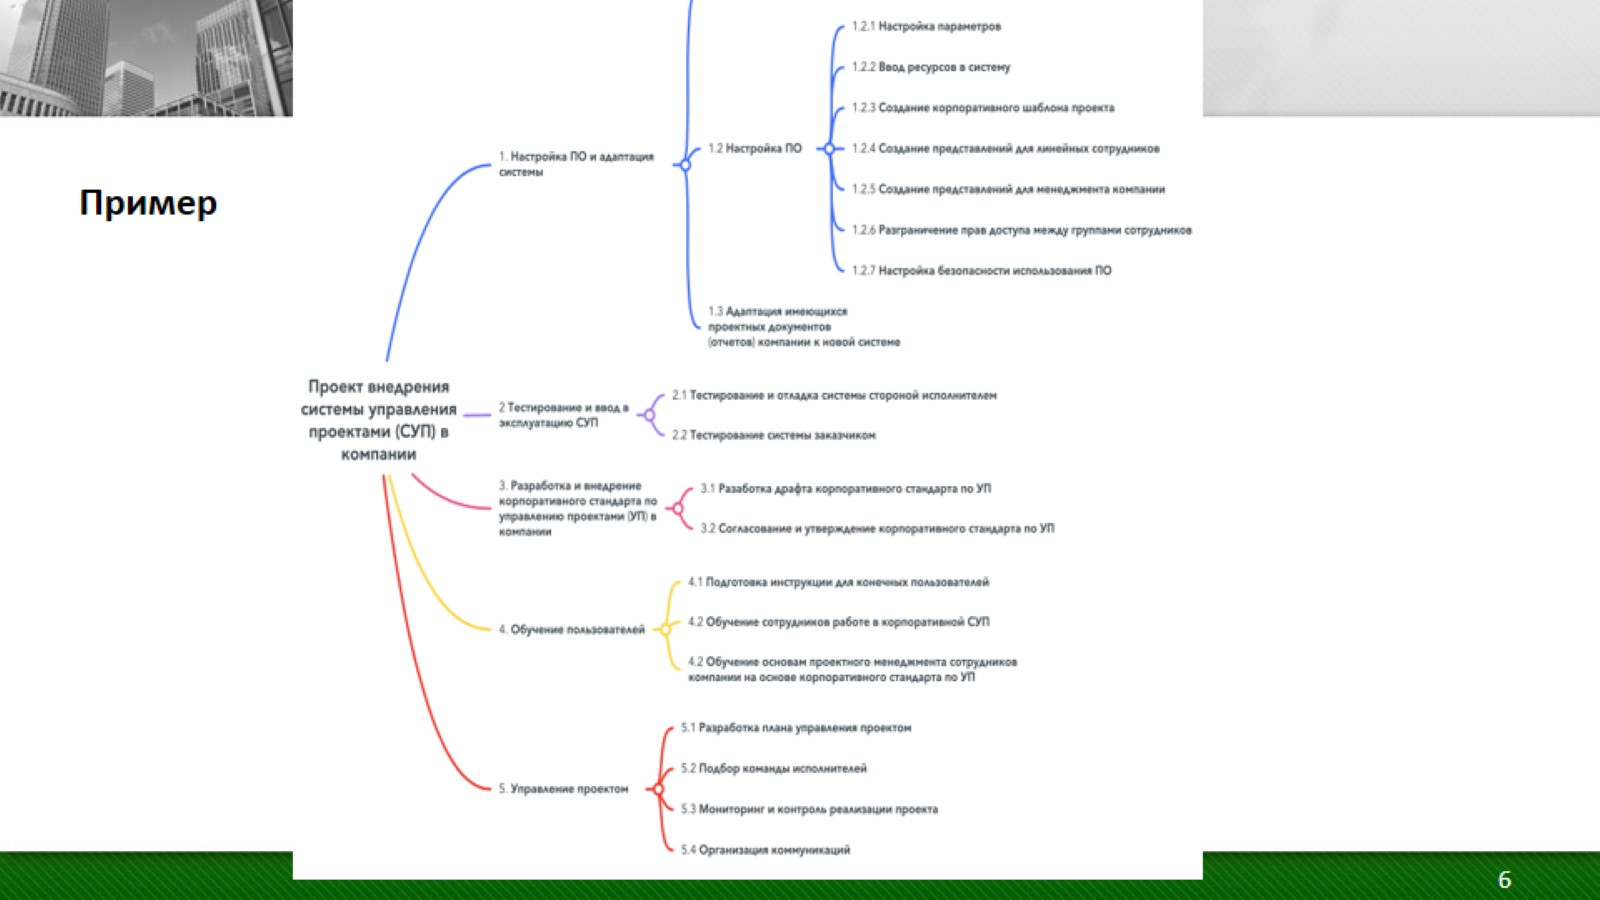 Пример
Проект внедрения
системы управления
проектами (СУП) в
компании
1. Настройка ПО и адаптация
системы
1.2 Настройка ПО
1.2.1 Настройка параметров
1.2.2 Ввод ресурсов в систему
1.2.3 Создание корпоративного шаблона проекта
1.2.4 Создание представлений для линейных сотрудников
1.2.5 Создание представлений для менеджмента компании
1.2.6 Разграничение прав доступа между группами сотрудников
1.2.7 Настройка безопасности использования ПО
1.3 Адаптация имеющихся
проектных документов
(отчетов) компании к новой системе
2 Тестирование и ввод в
эксплуатацию СУП
2.1 Тестирование и отладка системы стороной исполнителем
2.2 Тестирование системы заказчиком
3. Разработка и внедрение
корпоративного стандарта по
управлению проектами (УП) в
компании
3.1 Разаботка драфта корпоративного стандарта по УП
3.2 Согласование и утверждение корпоративного стандарта по УП
4. Обучение пользователей
4.1 Подготовка инструкции для конечных пользователей
4.2 Обучение сотрудников работе в корпоративной СУП
4.2 Обучение основам проектного менеджмента сотрудников
компании на основе корпоративного стандарта по УП
5. Управление проектом
5.1 Разработка плана управления проектом
5.2 Подбор команды исполнителей
5.3 Мониторинг и контроль реализации проекта
5.4 Организация коммуникаций
6